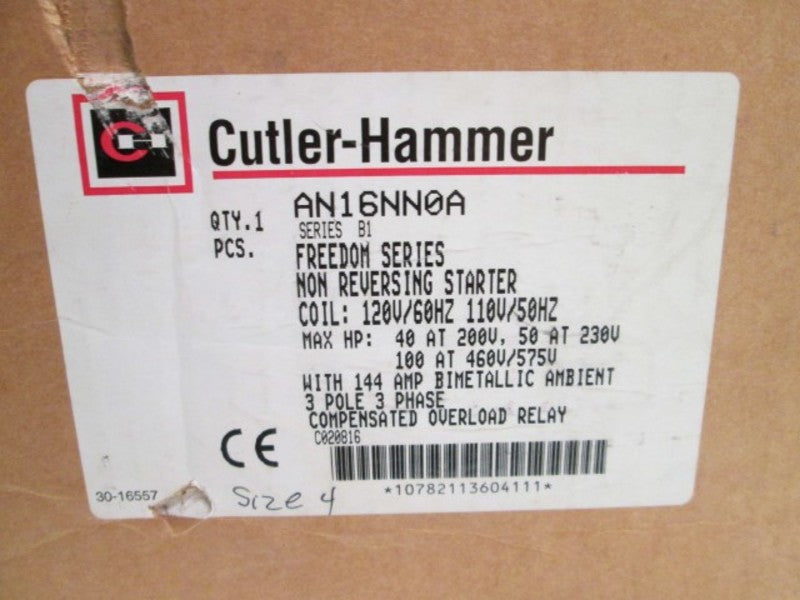 Cutler-Hammer
QTY.1 AN16NN0A
PCS. SERIES B1
FREEDOM SERIES
NON REVERSING STARTER
COIL: 120V/60HZ 110V/50HZ
MAX HP: 40 AT 200V, 50 AT 230V
100 AT 460V/575V
WITH 144 AMP BIMETALLIC AMBIENT
3 POLE 3 PHASE
COMPENSATED OVERLOAD RELAY
C020816
CE
*10782113604111*
30-16557
Size 4